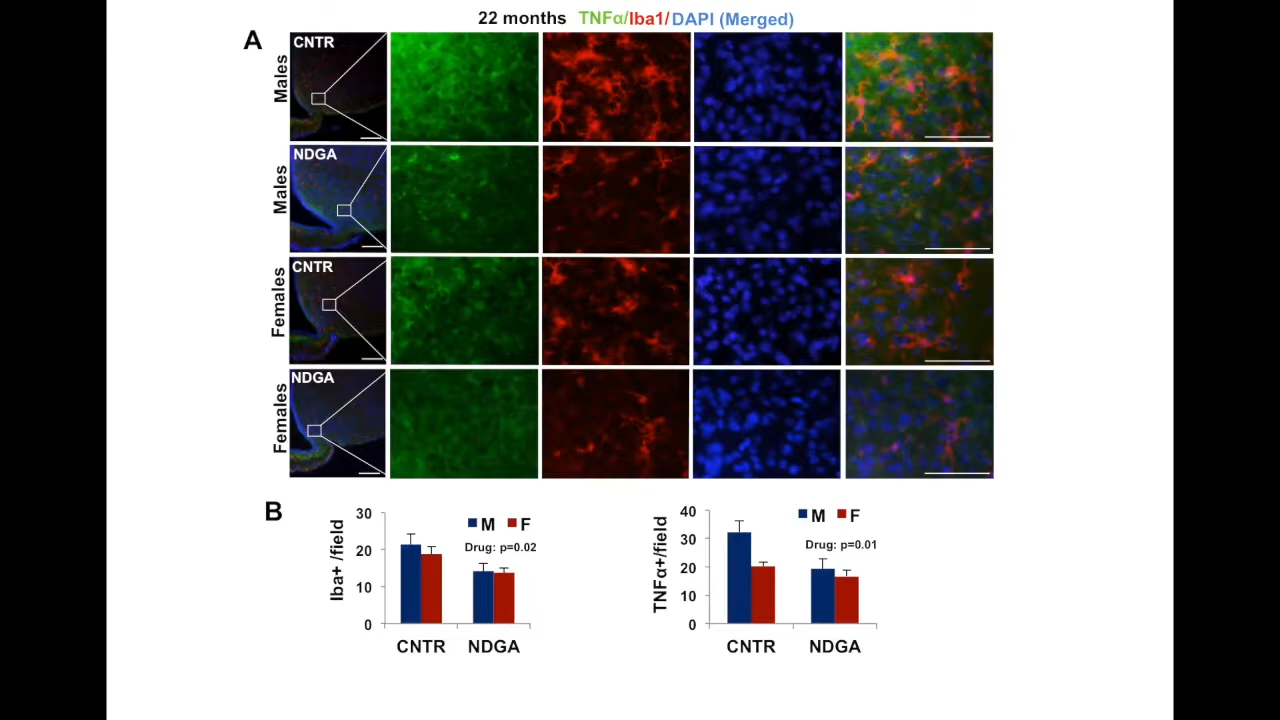 22 months TNFα/Iba1/DAPI (Merged)
A
Males
CNTR
Males
NDGA
Females
CNTR
Females
NDGA
B
Iba+ /field
30
20
10
0
M F
Drug: p=0.02
CNTR NDGA
TNFα+/field
40
30
20
10
0
M F
Drug: p=0.01
CNTR NDGA